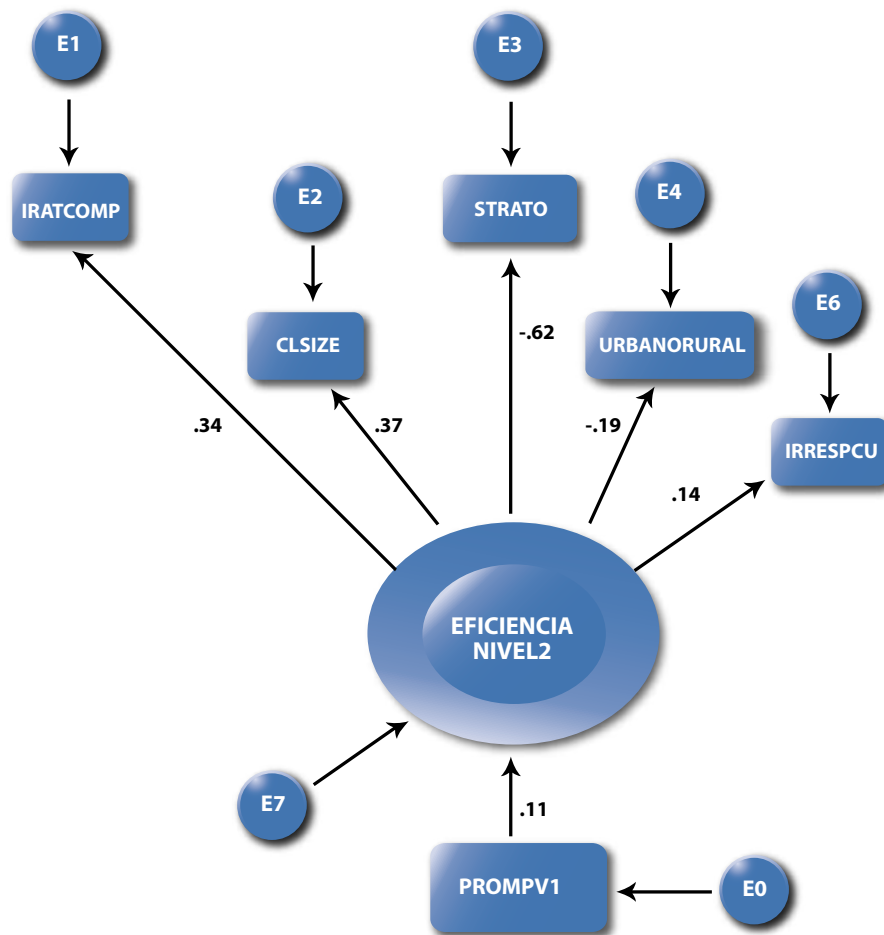 E1
E3
E2
E4
IRATCOMP
STRATO
E6
CLSIZE
URBANORURAL
-.62
.34
.37
-.19
IRRESPCU
.14
EFICIENCIA
NIVEL2
E7
.11
PROMPV1
E0